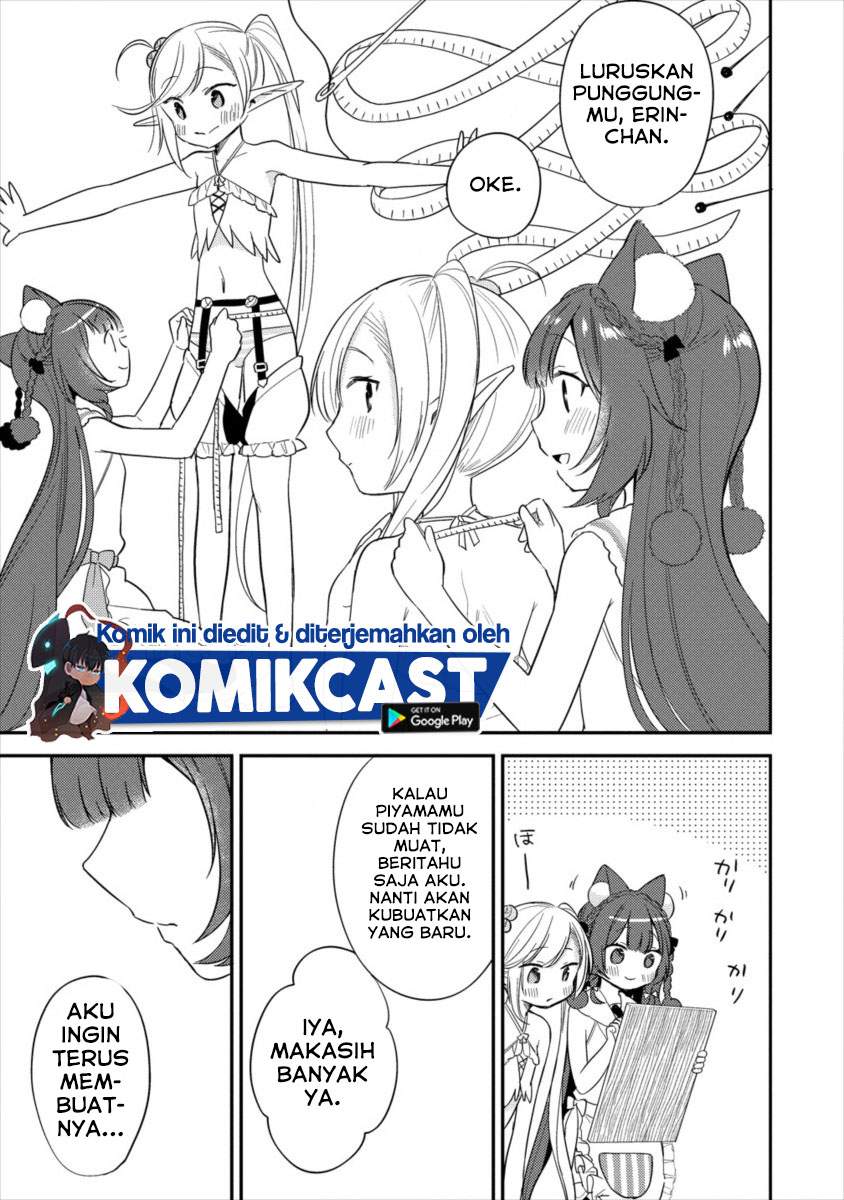 LURUSKAN
PUNGGUNG-
MU, ERIN-
CHAN.
OKE.
Komik ini diedit & diterjemahkan oleh
KOMIKCAST
GET IT ON
Google Play
KALAU
PIYAMAMU
SUDAH TIDAK
MUAT,
BERITAHU
SAJA AKU.
NANTI AKAN
KUBUATKAN
YANG BARU.
ほー
カリ
カリ
カリ
IYA,
MAKASIH
BANYAK
YA.
AKU
INGIN
TERUS
MEM-
BUAT-
NYA...